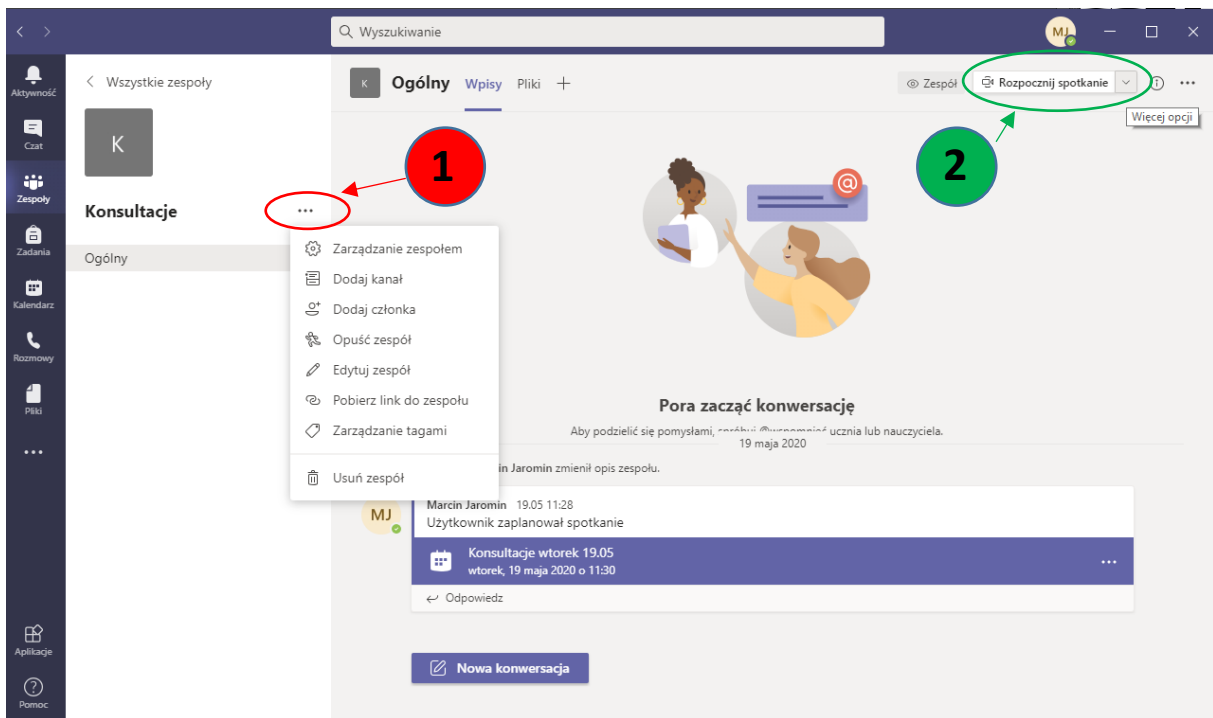 Wyszukiwanie
MJ
Aktywność
Czat
Zespoły
Zadania
Kalendarz
Rozmowy
Pliki
Aplikacje
Pomoc
Wszystkie zespoły
K
Konsultacje
Ogólny
1
Zarządzanie zespołem
Dodaj kanał
Dodaj członka
Opuść zespół
Edytuj zespół
Pobierz link do zespołu
Zarządzanie tagami
Usuń zespół
K Ogólny Wpisy Pliki
Zespół Rozpocznij spotkanie
Więcej opcji
2
@
Pora zacząć konwersację
Aby podzielić się pomysłami, ucznia lub nauczyciela.
19 maja 2020
Jaromin zmienił opis zespołu.
MJ
Marcin Jaromin 19.05 11:28
Użytkownik zaplanował spotkanie
Konsultacje wtorek 19.05
wtorek, 19 maja 2020 o 11:30
Odpowiedz
Nowa konwersacja